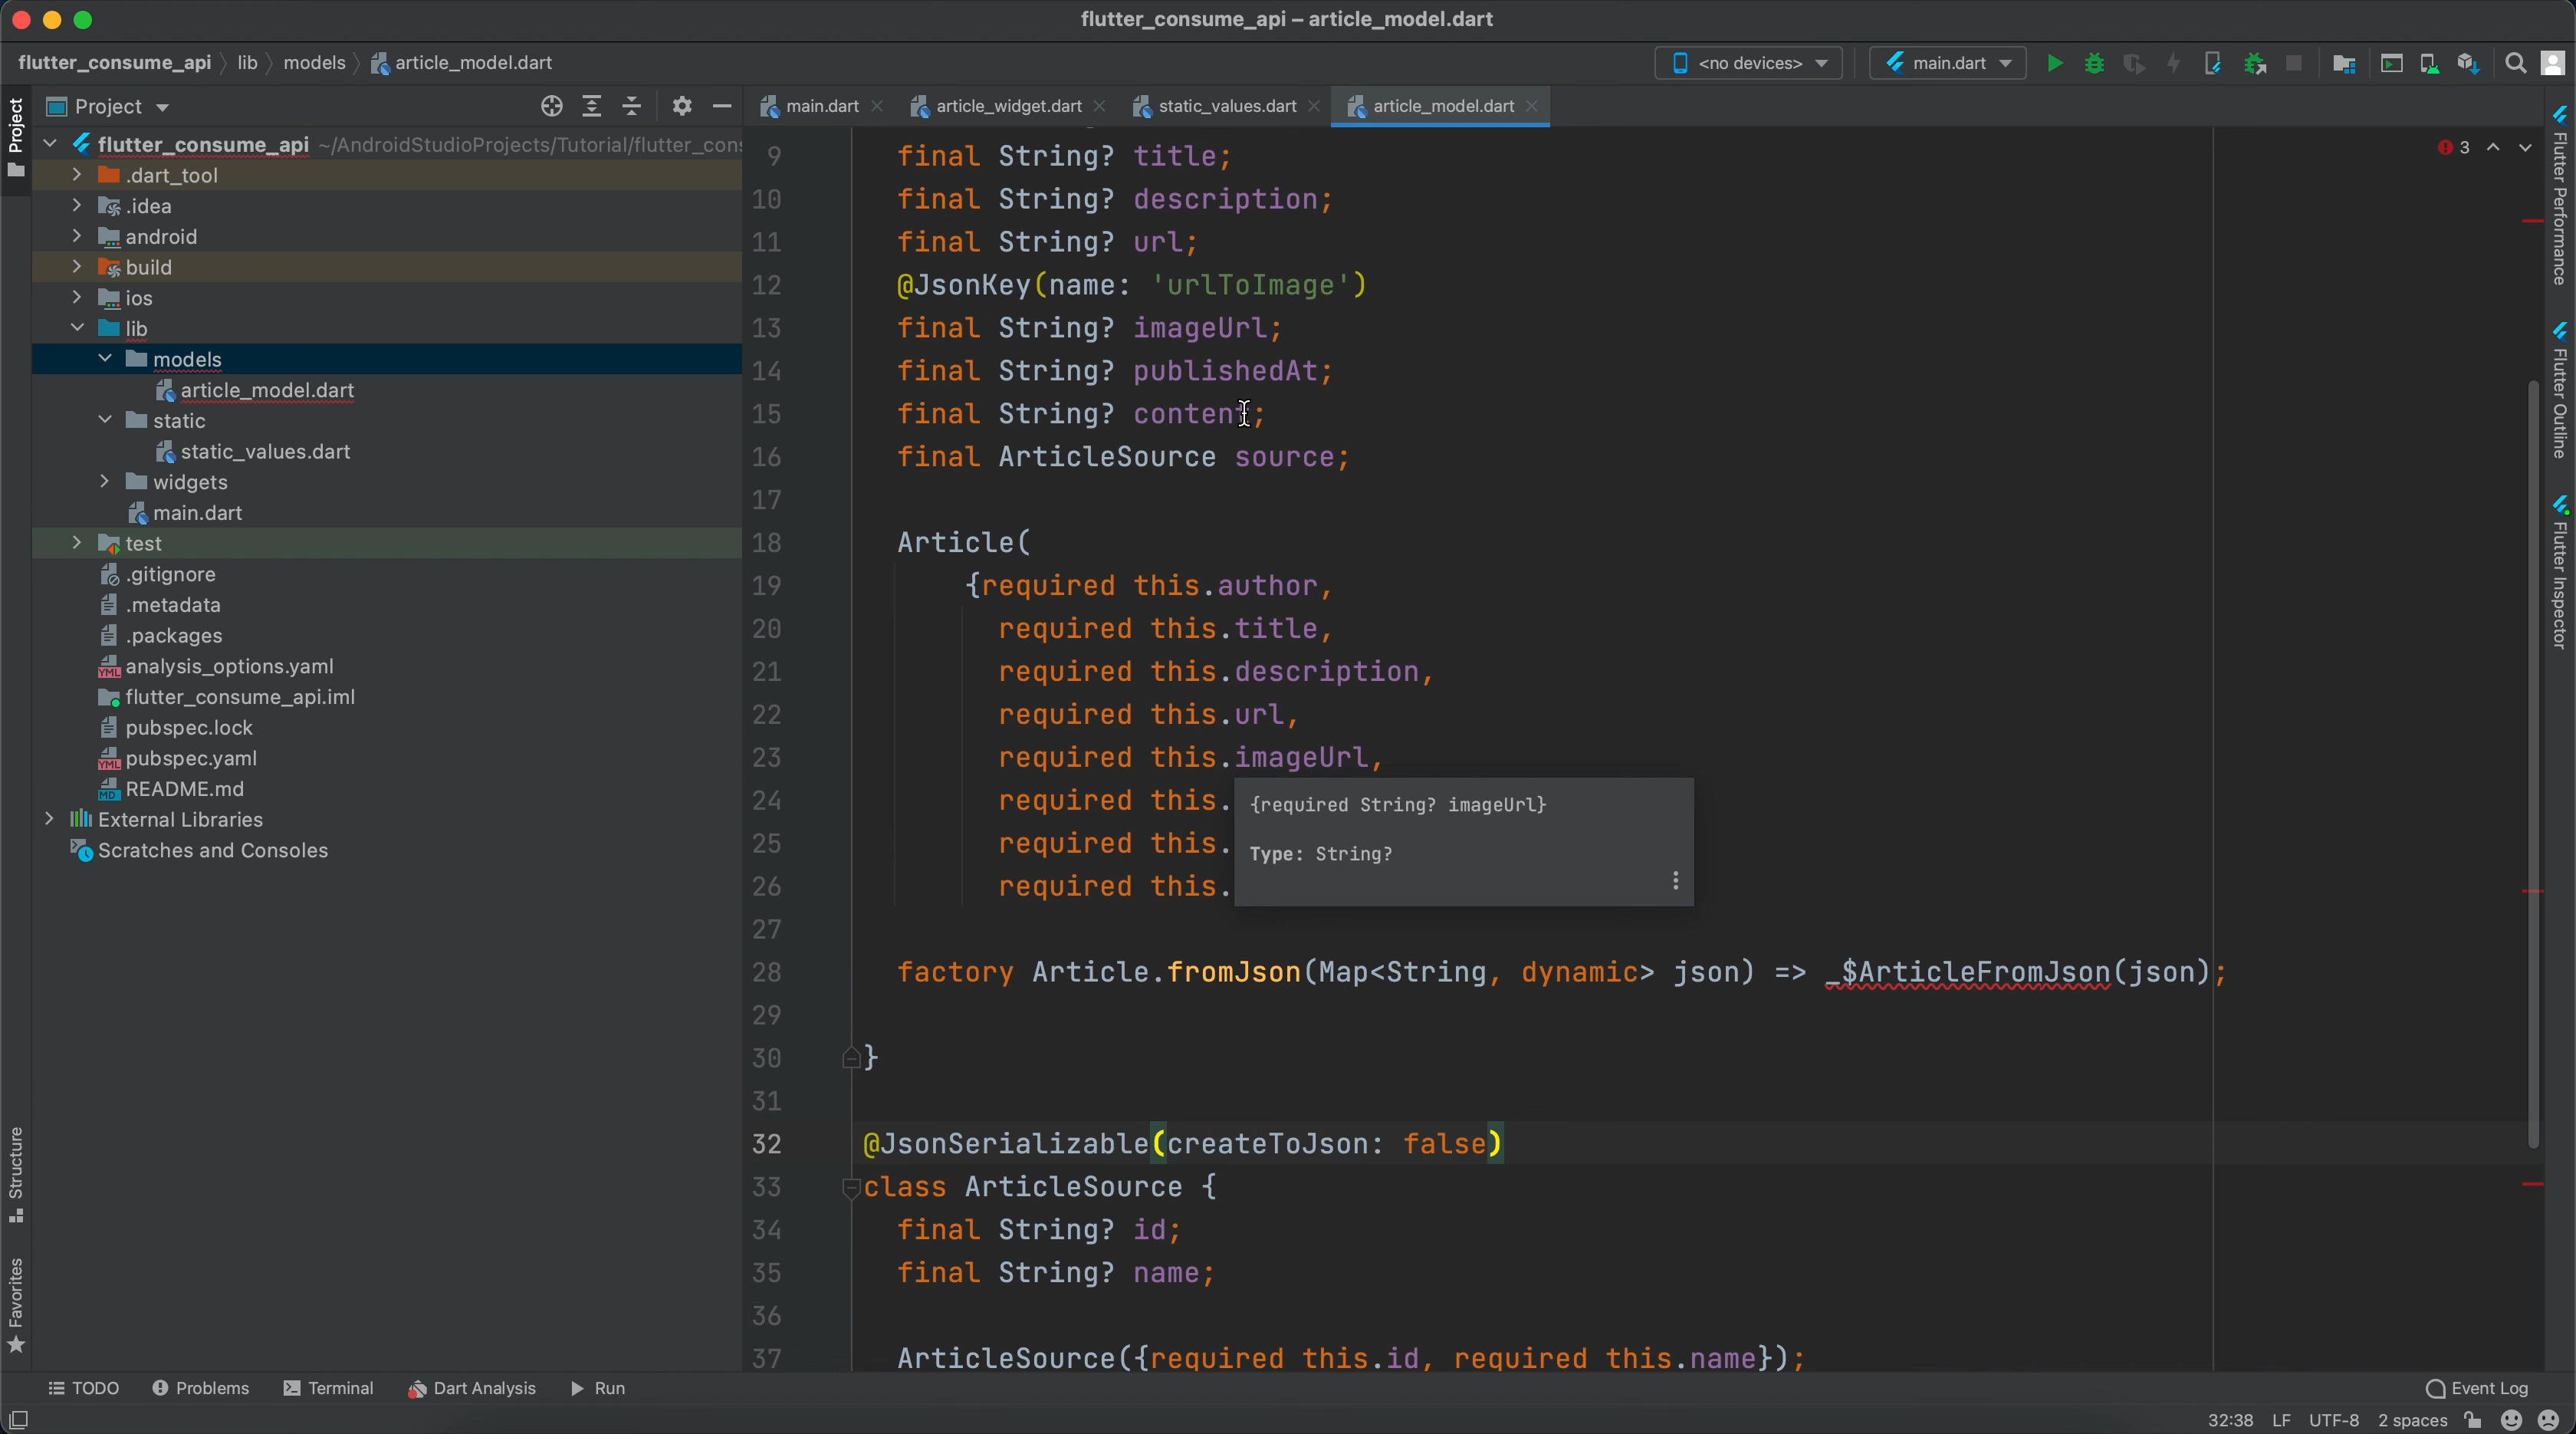 flutter_consume_api – article_model.dart
flutter_consume_api
lib
models
article_model.dart
<no devices>
main.dart
Project
Project
main.dart
article_widget.dart
static_values.dart
article_model.dart
flutter_consume_api ~/AndroidStudioProjects/Tutorial/flutter_cons
.dart_tool
.idea
android
build
ios
lib
models
article_model.dart
static
static_values.dart
widgets
main.dart
test
.gitignore
.metadata
.packages
analysis_options.yaml
flutter_consume_api.iml
pubspec.lock
pubspec.yaml
README.md
External Libraries
Scratches and Consoles
Structure
Favorites
3
9 final String? title;
10 final String? description;
11 final String? url;
12 @JsonKey(name: 'urlToImage')
13 final String? imageUrl;
14 final String? publishedAt;
15 final String? content;
16 final ArticleSource source;
17
18 Article(
19 {required this.author,
20 required this.title,
21 required this.description,
22 required this.url,
23 required this.imageUrl,
24 required this.
25 required this.
26 required this.
{required String? imageUrl}
Type: String?
27
28 factory Article.fromJson(Map<String, dynamic> json) => _$ArticleFromJson(json);
29
30 }
31
32 @JsonSerializable(createToJson: false)
33 class ArticleSource {
34 final String? id;
35 final String? name;
36
37 ArticleSource({required this.id, required this.name});
Flutter Performance
Flutter Outline
Flutter Inspector
TODO
Problems
Terminal
Dart Analysis
Run
Event Log
32:38 LF UTF-8 2 spaces